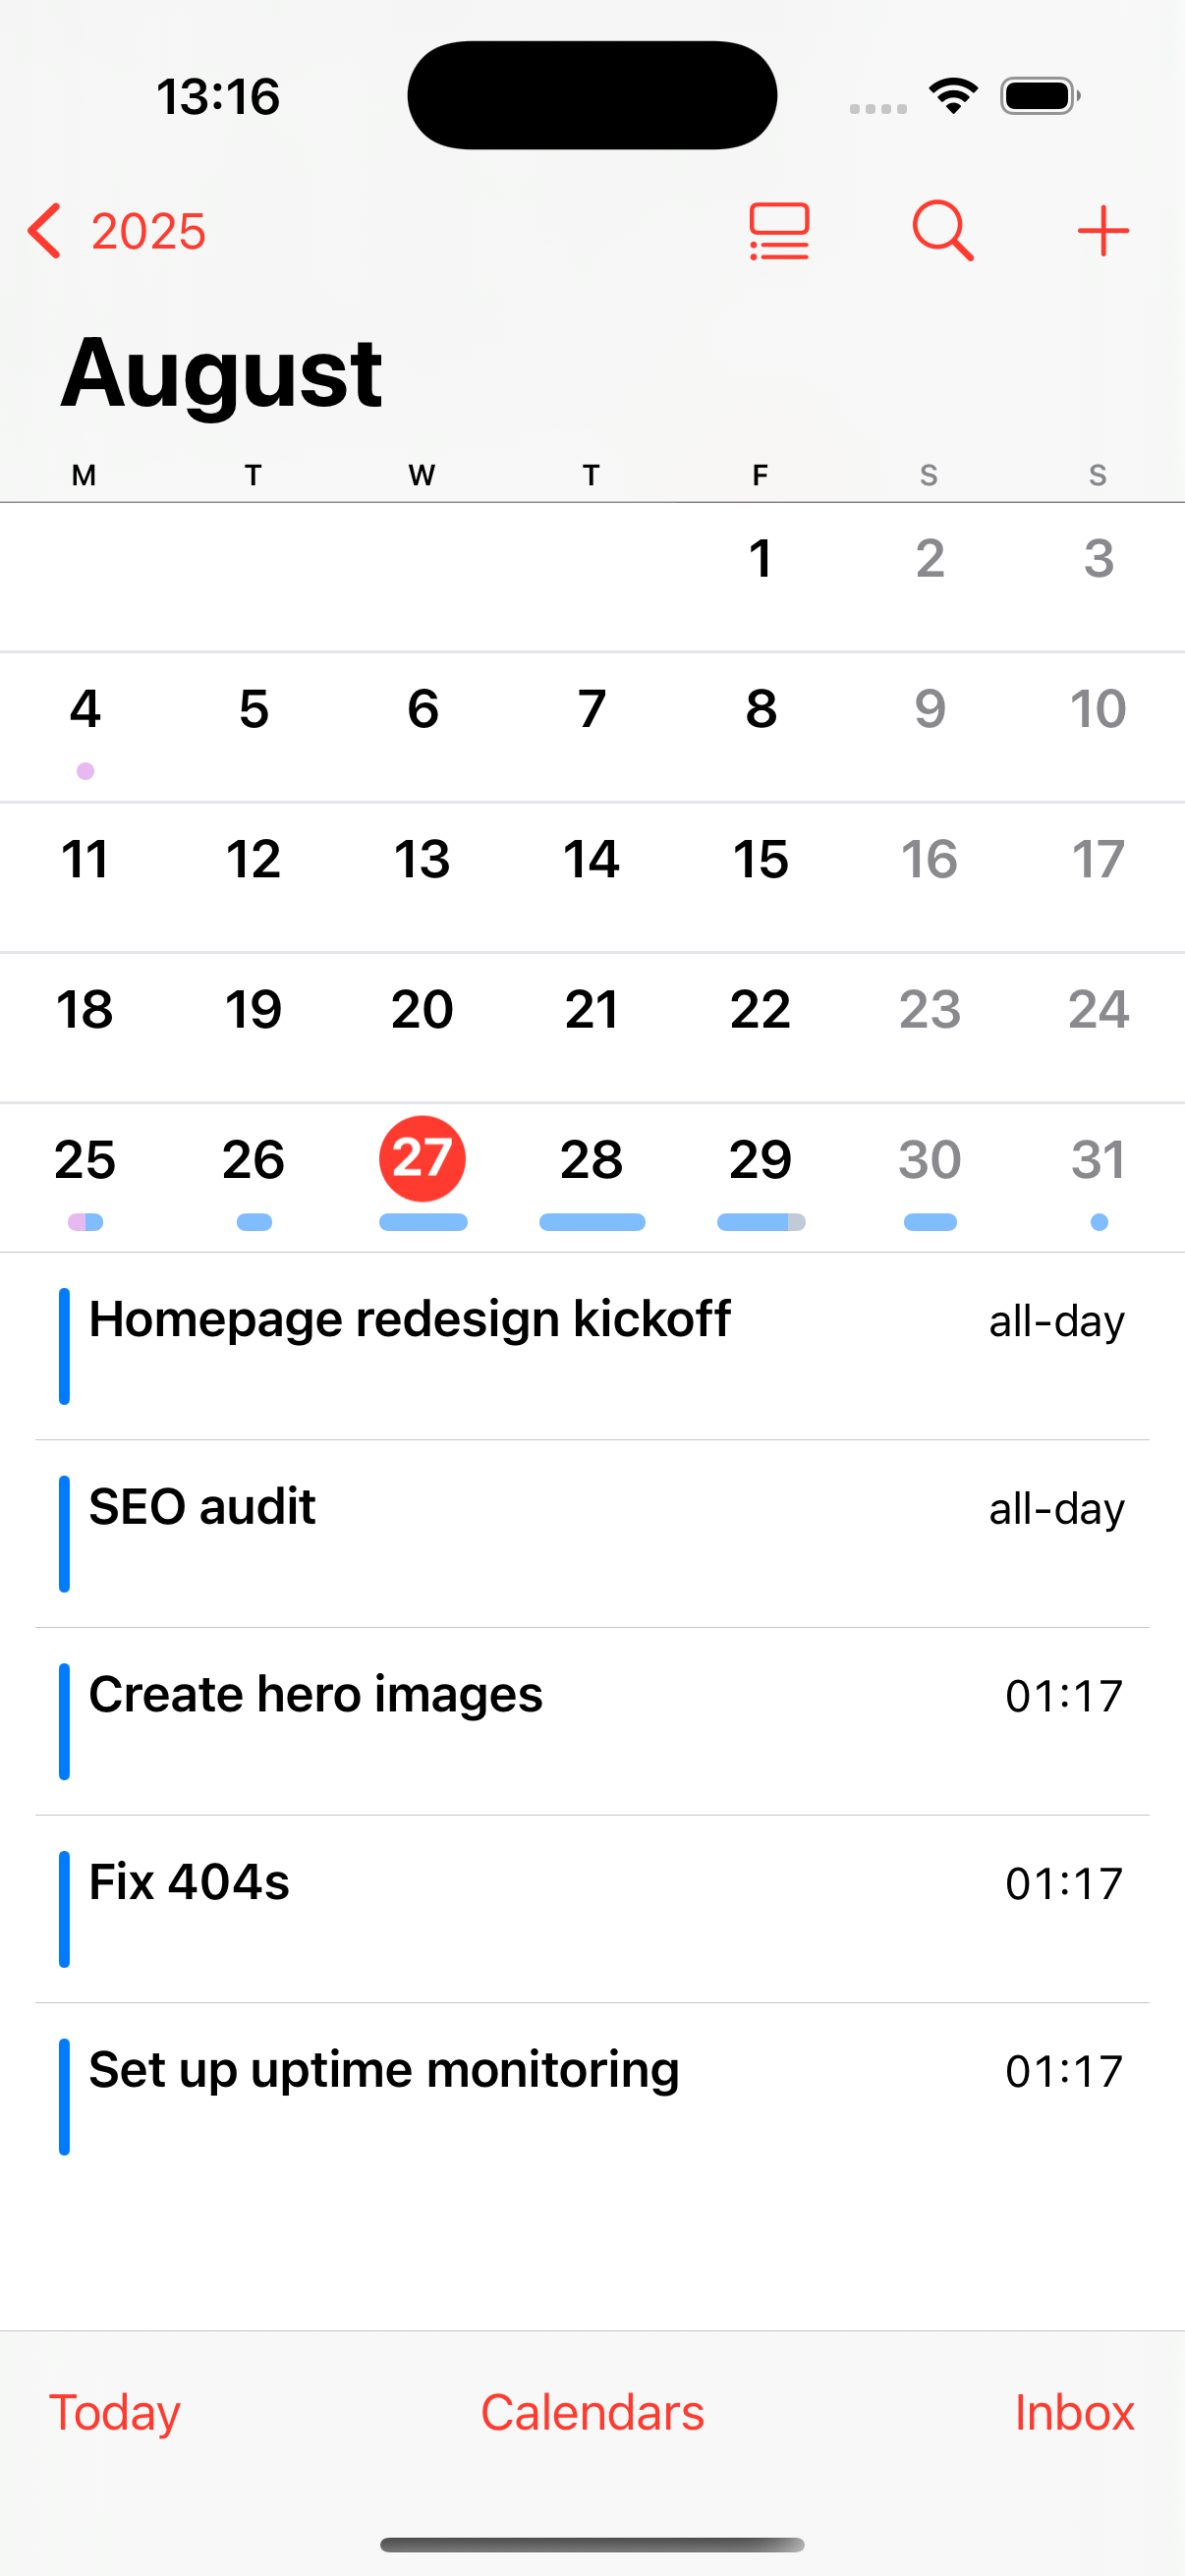 13:16
2025
August
M T W T F S S
1 2 3
4 5 6 7 8 9 10
11 12 13 14 15 16 17
18 19 20 21 22 23 24
25 26 27 28 29 30 31
Homepage redesign kickoff all-day
SEO audit all-day
Create hero images 01:17
Fix 404s 01:17
Set up uptime monitoring 01:17
Today Calendars Inbox